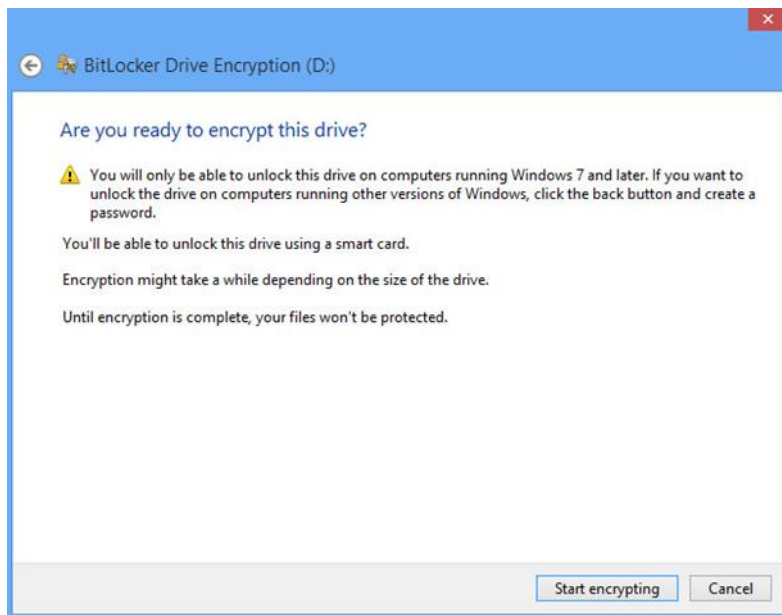 BitLocker Drive Encryption (D:)
Are you ready to encrypt this drive?
You will only be able to unlock this drive on computers running Windows 7 and later. If you want to
unlock the drive on computers running other versions of Windows, click the back button and create a
password.
You'll be able to unlock this drive using a smart card.
Encryption might take a while depending on the size of the drive.
Until encryption is complete, your files won't be protected.
Start encrypting Cancel